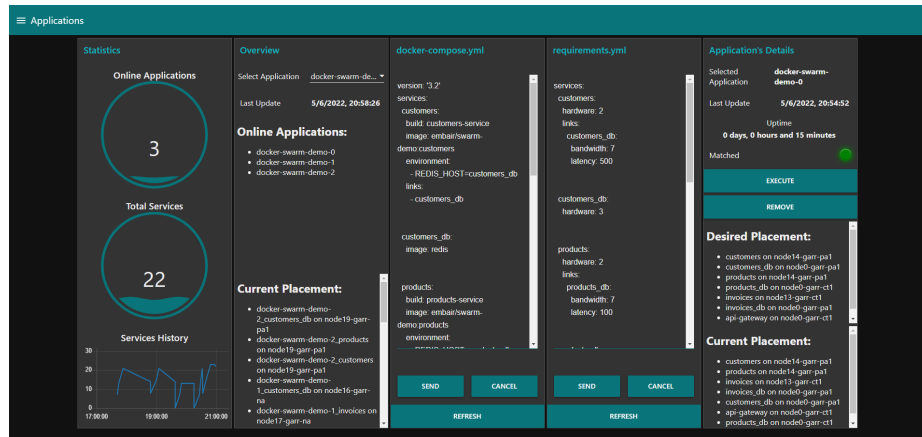 Applications
Statistics
Online Applications
3
Total Services
22
Services History
30
20
10
0
17:00:00 19:00:00 21:00:00
Overview
Select Application docker-swarm-de...
Last Update 5/6/2022, 20:58:26
Online Applications:
docker-swarm-demo-0
docker-swarm-demo-1
docker-swarm-demo-2
Current Placement:
docker-swarm-demo-
2_customers_db on node19-garr-
pa1
docker-swarm-demo-2_products
on node19-garr-pa1
docker-swarm-demo-2_customers
on node19-garr-pa1
docker-swarm-demo-
1_customers_db on node16-garr-
na
docker-swarm-demo-1_invoices on
node17-garr-na
docker-compose.yml
version: '3.2'
services:
customers:
build: customers-service
image: embair/swarm-
demo:customers
environment:
- REDIS_HOST=customers_db
links:
- customers_db
customers_db:
image: redis
products:
build: products-service
image: embair/swarm-
demo:products
environment:
SEND CANCEL
REFRESH
requirements.yml
services:
customers:
hardware: 2
links:
customers_db:
bandwidth: 7
latency: 500
customers_db:
hardware: 3
products:
hardware: 2
links:
products_db:
bandwidth: 7
latency: 100
SEND CANCEL
REFRESH
Application's Details
Selected Application docker-swarm-demo-0
Last Update 5/6/2022, 20:54:52
Uptime
0 days, 0 hours and 15 minutes
Matched
EXECUTE
REMOVE
Desired Placement:
customers on node14-garr-pa1
customers_db on node0-garr-pa1
products on node14-garr-pa1
products_db on node0-garr-ct1
invoices on node13-garr-ct1
invoices_db on node0-garr-pa1
api-gateway on node0-garr-ct1
Current Placement:
customers on node14-garr-pa1
products on node14-garr-pa1
invoices on node13-garr-ct1
invoices_db on node0-garr-pa1
customers_db on node0-garr-pa1
api-gateway on node0-garr-ct1
products_db on node0-garr-ct1